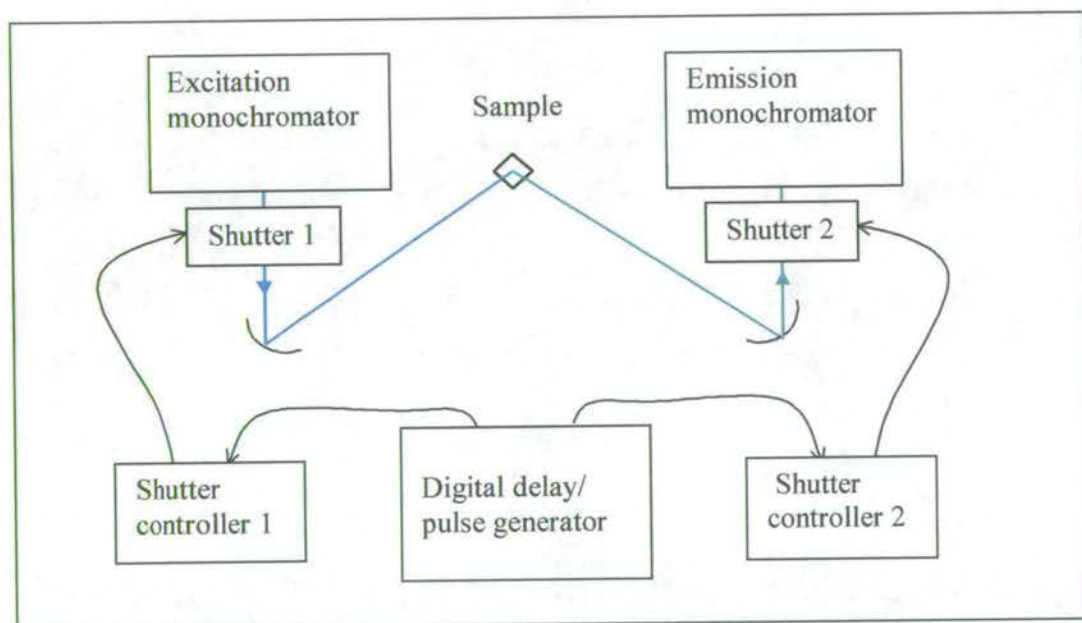 Excitation
monochromator
Sample
Emission
monochromator
Shutter 1
Shutter 2
Shutter
controller 1
Digital delay/
pulse generator
Shutter
controller 2